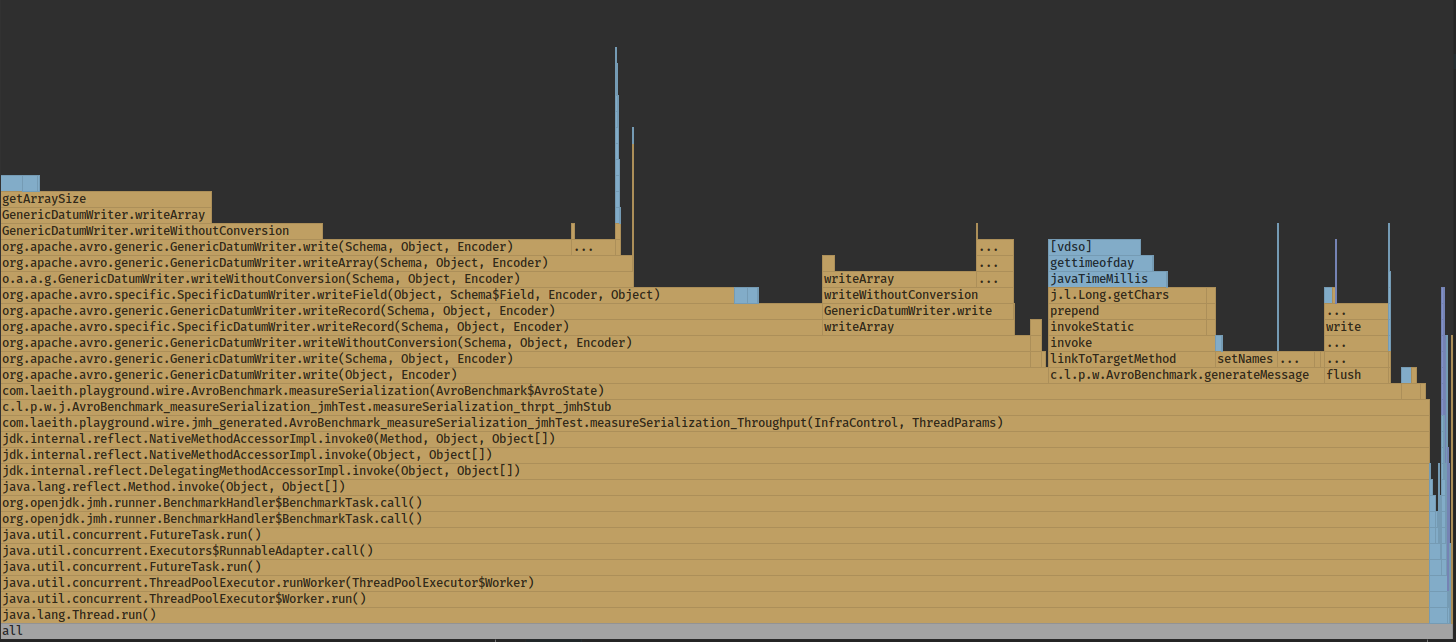 getArraySize
GenericDatumWriter.writeArray
GenericDatumWriter.writeWithoutConversion
org.apache.avro.generic.GenericDatumWriter.write(Schema, Object, Encoder) ... ... [vdso]
org.apache.avro.generic.GenericDatumWriter.writeArray(Schema, Object, Encoder) ... gettimeofday
o.a.a.g.GenericDatumWriter.writeWithoutConversion(Schema, Object, Encoder) writeArray ... javaTimeMillis
org.apache.avro.specific.SpecificDatumWriter.writeField(Object, Schema$Field, Encoder, Object) writeWithoutConversion j.l.Long.getChars
org.apache.avro.generic.GenericDatumWriter.writeRecord(Schema, Object, Encoder) GenericDatumWriter.write prepend ...
org.apache.avro.specific.SpecificDatumWriter.writeRecord(Schema, Object, Encoder) writeArray invokeStatic write
org.apache.avro.generic.GenericDatumWriter.writeWithoutConversion(Schema, Object, Encoder) invoke ...
org.apache.avro.generic.GenericDatumWriter.write(Schema, Object, Encoder) linkToTargetMethod setNames ... ...
org.apache.avro.generic.GenericDatumWriter.write(Object, Encoder) c.l.p.w.AvroBenchmark.generateMessage flush
com.laeith.playground.wire.AvroBenchmark.measureSerialization(AvroBenchmark$AvroState)
c.l.p.w.j.AvroBenchmark_measureSerialization_jmhTest.measureSerialization_thrpt_jmhStub
com.laeith.playground.wire.jmh_generated.AvroBenchmark_measureSerialization_jmhTest.measureSerialization_Throughput(InfraControl, ThreadParams)
jdk.internal.reflect.NativeMethodAccessorImpl.invoke0(Method, Object, Object[])
jdk.internal.reflect.NativeMethodAccessorImpl.invoke(Object, Object[])
jdk.internal.reflect.DelegatingMethodAccessorImpl.invoke(Object, Object[])
java.lang.reflect.Method.invoke(Object, Object[])
org.openjdk.jmh.runner.BenchmarkHandler$BenchmarkTask.call()
org.openjdk.jmh.runner.BenchmarkHandler$BenchmarkTask.call()
java.util.concurrent.FutureTask.run()
java.util.concurrent.Executors$RunnableAdapter.call()
java.util.concurrent.FutureTask.run()
java.util.concurrent.ThreadPoolExecutor.runWorker(ThreadPoolExecutor$Worker)
java.util.concurrent.ThreadPoolExecutor$Worker.run()
java.lang.Thread.run()
all